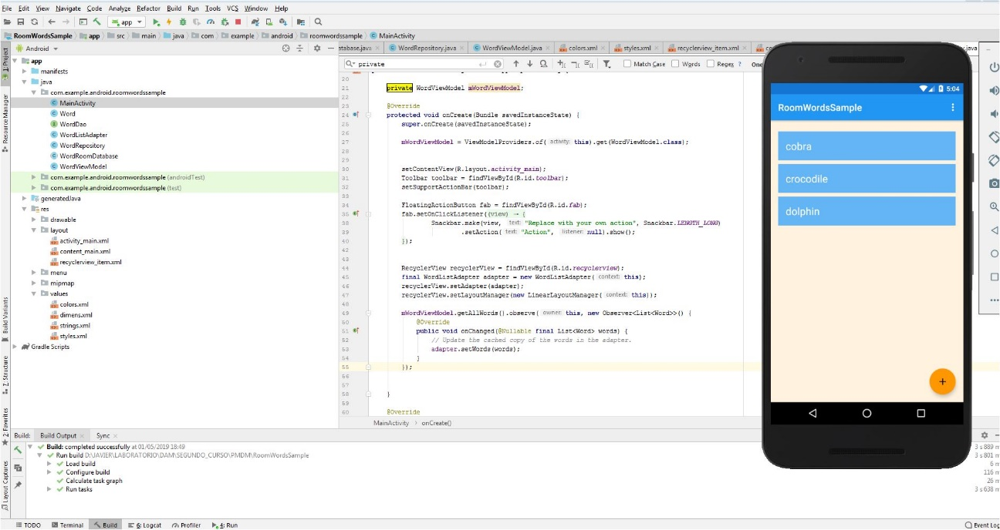 File Edit View Navigate Code Analyze Refactor Build Run Tools VCS Window Help
app
RoomWordsSample app src main java com example android roomwordssample MainActivity
Android
tabase.java WordRepository.java WordViewModel.java colors.xml styles.xml recyclerview_item.xml
private
Match Case Words Regex ? One
1: Project
Resource Manager
Build Variants
Z: Structure
2: Favorites
Layout Captures
app
manifests
java
com.example.android.roomwordssample
MainActivity
Word
WordDao
WordListAdapter
WordRepository
WordRoomDatabase
WordViewModel
com.example.android.roomwordssample (androidTest)
com.example.android.roomwordssample (test)
generatedJava
res
drawable
layout
activity_main.xml
content_main.xml
recyclerview_item.xml
menu
mipmap
values
colors.xml
dimens.xml
strings.xml
styles.xml
Gradle Scripts
20
21 private WordViewModel mWordViewModel;
22
23 @Override
24 protected void onCreate(Bundle savedInstanceState) {
25 super.onCreate(savedInstanceState);
26
27 mWordViewModel = ViewModelProviders.of( activity: this).get(WordViewModel.class);
28
29
30 setContentView(R.layout.activity_main);
31 Toolbar toolbar = findViewById(R.id.toolbar);
32 setSupportActionBar(toolbar);
33
34 FloatingActionButton fab = findViewById(R.id.fab);
35 fab.setOnClickListener((view) → {
38 Snackbar.make(view, text: "Replace with your own action", Snackbar.LENGTH_LONG)
39 .setAction( text: "Action", listener: null).show();
40 });
42
43
44 RecyclerView recyclerView = findViewById(R.id.recyclerview);
45 final WordListAdapter adapter = new WordListAdapter( context: this);
46 recyclerView.setAdapter(adapter);
47 recyclerView.setLayoutManager(new LinearLayoutManager( context: this));
48
49 mWordViewModel.getAllWords().observe( owner: this, new Observer<List<Word>>() {
50 @Override
51 public void onChanged(@Nullable final List<Word> words) {
52 // Update the cached copy of the words in the adapter.
53 adapter.setWords(words);
54 }
55 });
56
57
58 }
59
60 @Override
MainActivity › onCreate()
5:04
RoomWordsSample
cobra
crocodile
dolphin
+
Build: Build Output Sync
Build: completed successfully at 01/05/2019 18:49 3 s 889 m
Run build D:\JAVIER\LABORATORIO\DAM\SEGUNDO_CURSO\PMDM\RoomWordsSample 3 s 801 m
Load build 6 m
Configure build 116 m
Calculate task graph 26 m
Run tasks 3 s 638 m
TODO Terminal Build 6: Logcat Profiler 4: Run Event Log